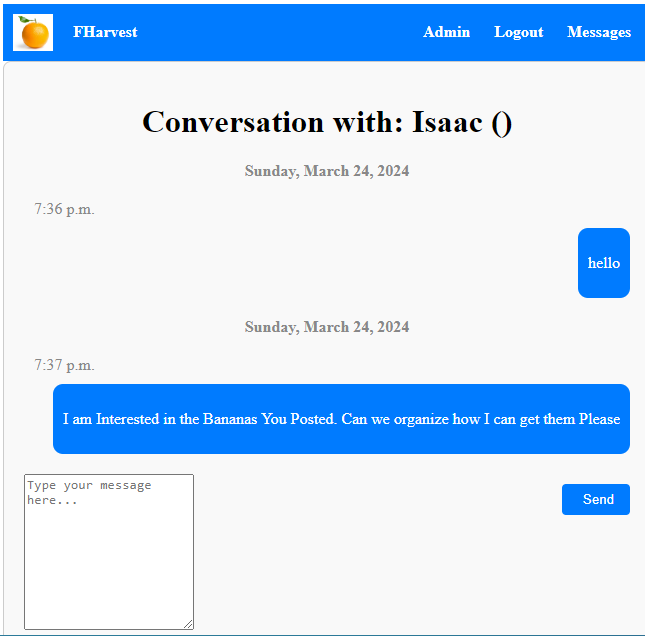 FHarvest Admin Logout Messages
Conversation with: Isaac ()
Sunday, March 24, 2024
7:36 p.m.
hello
Sunday, March 24, 2024
7:37 p.m.
I am Interested in the Bananas You Posted. Can we organize how I can get them Please
Type your message
here...
Send